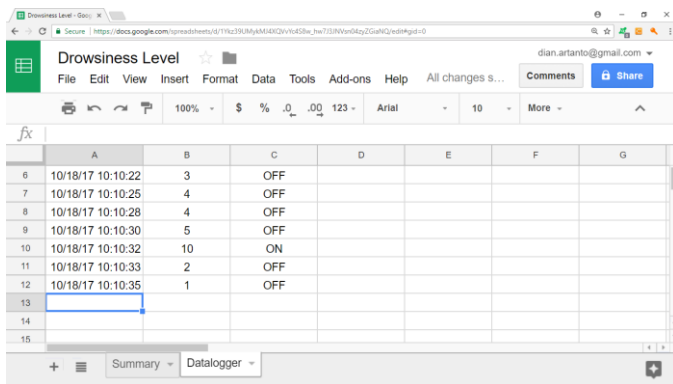 Drowsiness Level - Goog
Secure https://docs.google.com/spreadsheets/d/1Ykz39UMykMJ4XQVvYo4S8w_hw7J3JNVsn04zyZGiaNQ/edit#gid=0
Drowsiness Level
dian.artanto@gmail.com
File Edit View Insert Format Data Tools Add-ons Help All changes s...
Comments Share
100% $ % .0 .00 123 Arial 10 More
fx
A B C D E F G
6 10/18/17 10:10:22 3 OFF
7 10/18/17 10:10:25 4 OFF
8 10/18/17 10:10:28 4 OFF
9 10/18/17 10:10:30 5 OFF
10 10/18/17 10:10:32 10 ON
11 10/18/17 10:10:33 2 OFF
12 10/18/17 10:10:35 1 OFF
13
14
15
Summary Datalogger